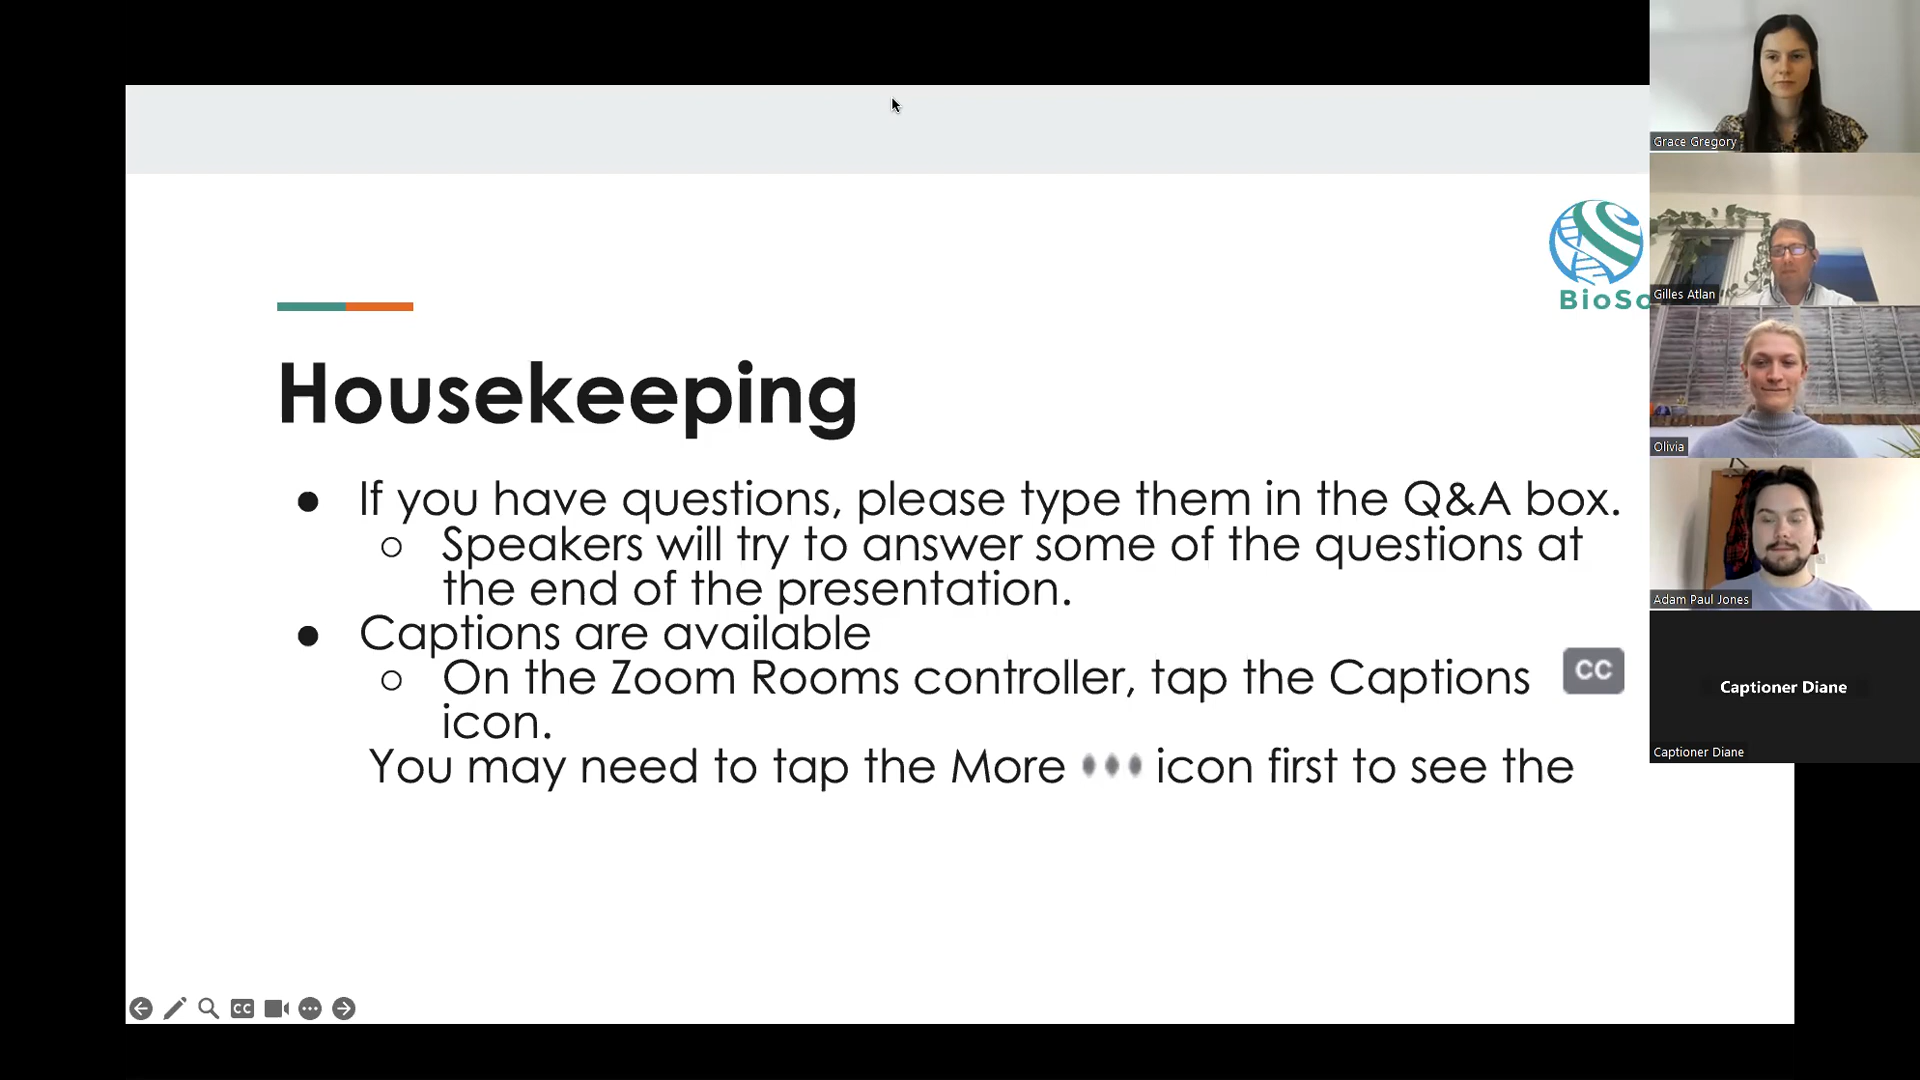 Housekeeping
● If you have questions, please type them in the Q&A box.
○ Speakers will try to answer some of the questions at
the end of the presentation.
● Captions are available
○ On the Zoom Rooms controller, tap the Captions CC
icon.
You may need to tap the More ••• icon first to see the
BioSc
CC
Grace Gregory
Gilles Atlan
Olivia
Adam Paul Jones
Captioner Diane
Captioner Diane